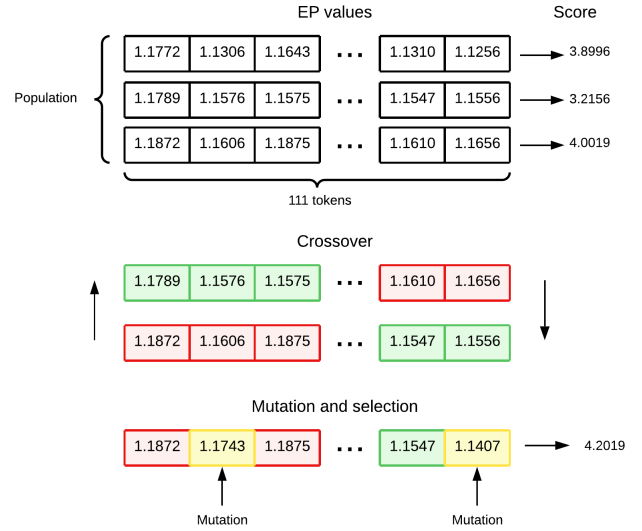 EP values Score
1.1772 1.1306 1.1643 ... 1.1310 1.1256 3.8996
Population 1.1789 1.1576 1.1575 ... 1.1547 1.1556 3.2156
1.1872 1.1606 1.1875 ... 1.1610 1.1656 4.0019
111 tokens
Crossover
1.1789 1.1576 1.1575 ... 1.1610 1.1656
1.1872 1.1606 1.1875 ... 1.1547 1.1556
Mutation and selection
1.1872 1.1743 1.1875 ... 1.1547 1.1407 4.2019
Mutation Mutation